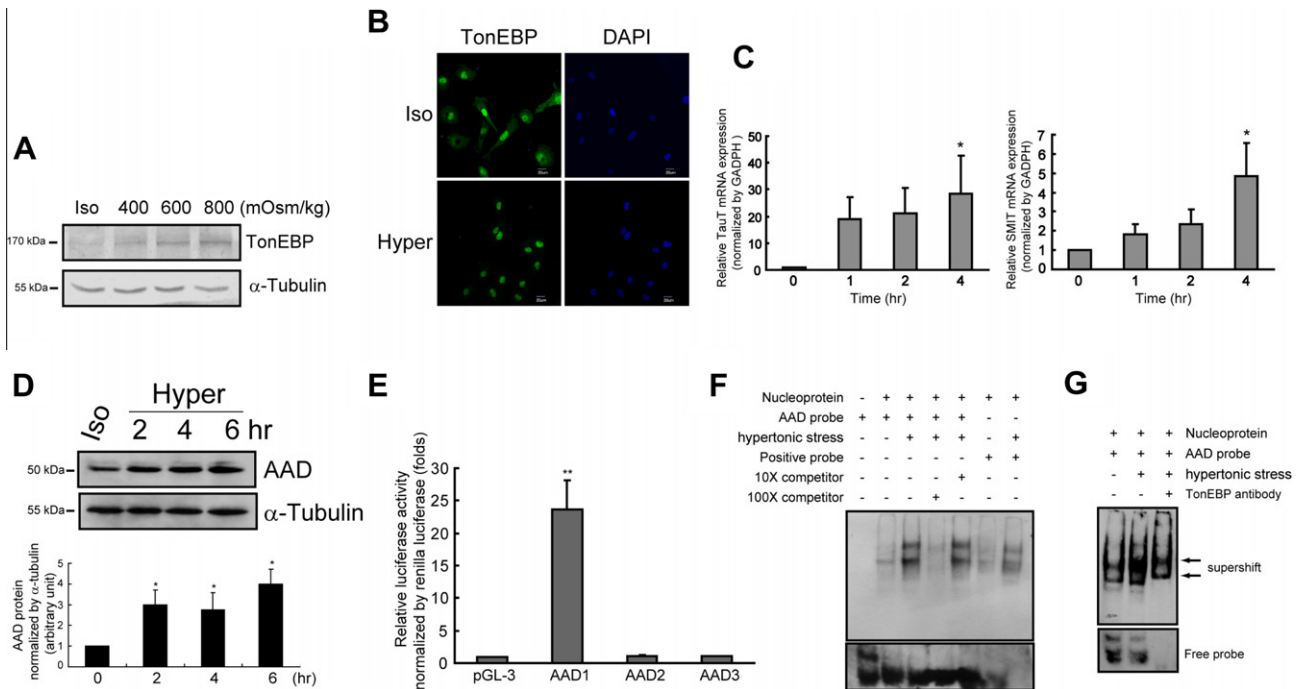 A
Iso 400 600 800 (mOsm/kg)
170 kDa
TonEBP
55 kDa
α-Tubulin
B
TonEBP DAPI
Iso
Hyper
C
Relative TauT mRNA expression
(normalized by GADPH)
60
50
40
30
20
10
0
*
0 1 2 4
Time (hr)
Relative SMIT mRNA expression
(normalized by GADPH)
7
6
5
4
3
2
1
0
*
0 1 2 4
Time (hr)
D
Hyper
Iso 2 4 6 hr
50 kDa
AAD
55 kDa
α-Tubulin
AAD protein
normalized by α-tubulin
(arbitrary unit)
5
3
1
* * *
0 2 4 6 (hr)
E
Relative luciferase activity
normalized by renilla luciferase (folds)
35
30
25
20
15
10
5
0
**
pGL-3 AAD1 AAD2 AAD3
F
Nucleoprotein - + + + + + +
AAD probe + + + + + - -
hypertonic stress - - + + + - +
Positive probe - - - - - + +
10X competitor - - - - + - -
100X competitor - - - + - - -
G
+ + + Nucleoprotein
+ + + AAD probe
- + + hypertonic stress
- - + TonEBP antibody
supershift
Free probe